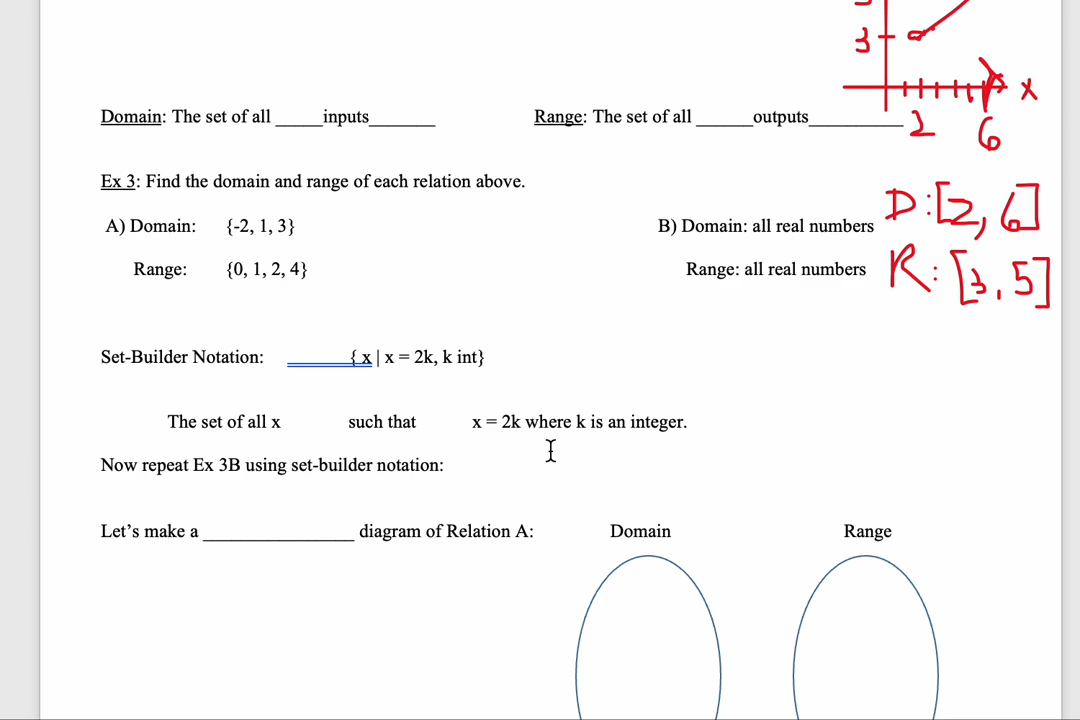 3
x
2 6
Domain: The set of all _____inputs_______ Range: The set of all ______outputs__________
Ex 3: Find the domain and range of each relation above.
A) Domain: {-2, 1, 3} B) Domain: all real numbers D:[2, 6]
Range: {0, 1, 2, 4} Range: all real numbers R: [3, 5]
Set-Builder Notation: ______{ x | x = 2k, k int}
The set of all x such that x = 2k where k is an integer.
Now repeat Ex 3B using set-builder notation:
Let’s make a ________________ diagram of Relation A: Domain Range